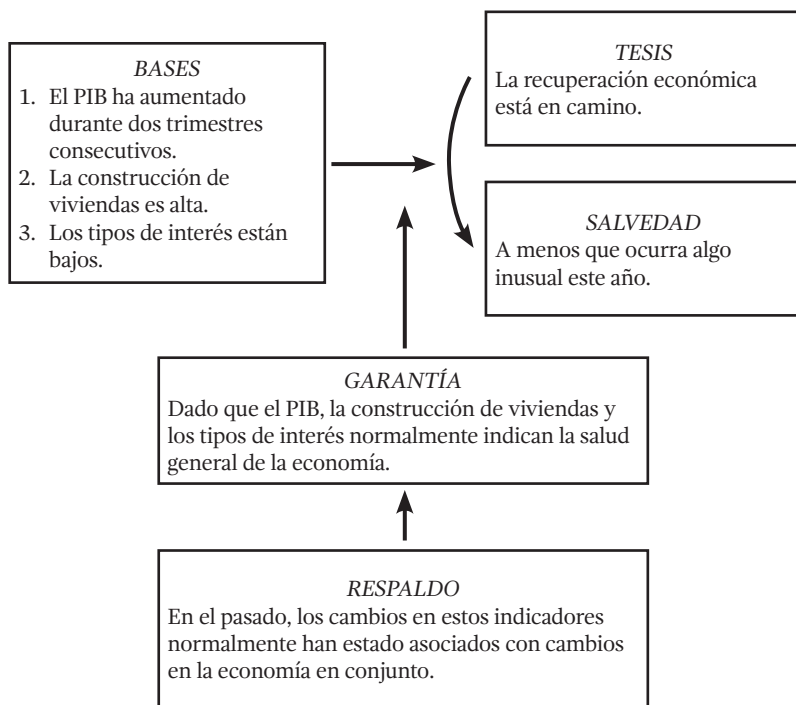 BASES
1. El PIB ha aumentado
durante dos trimestres
consecutivos.
2. La construcción de
viviendas es alta.
3. Los tipos de interés están
bajos.
TESIS
La recuperación económica
está en camino.
SALVEDAD
A menos que ocurra algo
inusual este año.
GARANTÍA
Dado que el PIB, la construcción de viviendas y
los tipos de interés normalmente indican la salud
general de la economía.
RESPALDO
En el pasado, los cambios en estos indicadores
normalmente han estado asociados con cambios
en la economía en conjunto.